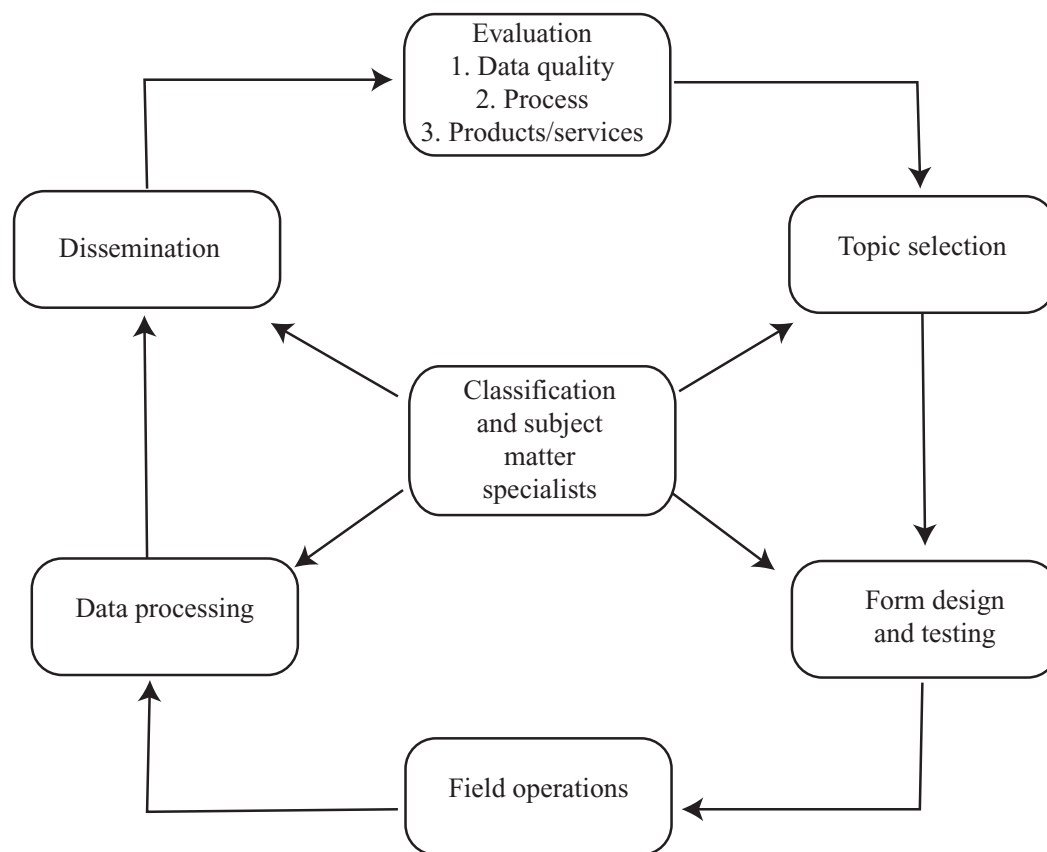 Evaluation
1. Data quality
2. Process
3. Products/services
Dissemination
Topic selection
Classification
and subject
matter
specialists
Data processing
Form design
and testing
Field operations